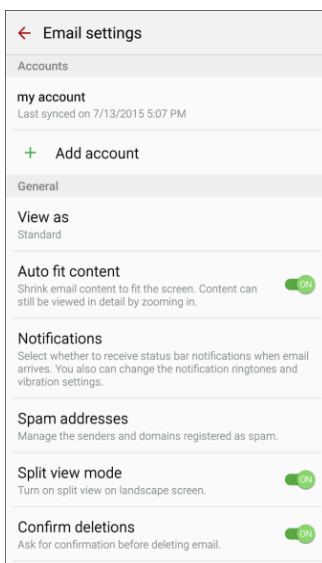 Email settings
Accounts
my account
Last synced on 7/13/2015 5:07 PM
+ Add account
General
View as
Standard
Auto fit content
Shrink email content to fit the screen. Content can
still be viewed in detail by zooming in.
ON
Notifications
Select whether to receive status bar notifications when email
arrives. You also can change the notification ringtones and
vibration settings.
Spam addresses
Manage the senders and domains registered as spam.
Split view mode
Turn on split view on landscape screen.
ON
Confirm deletions
Ask for confirmation before deleting email.
ON